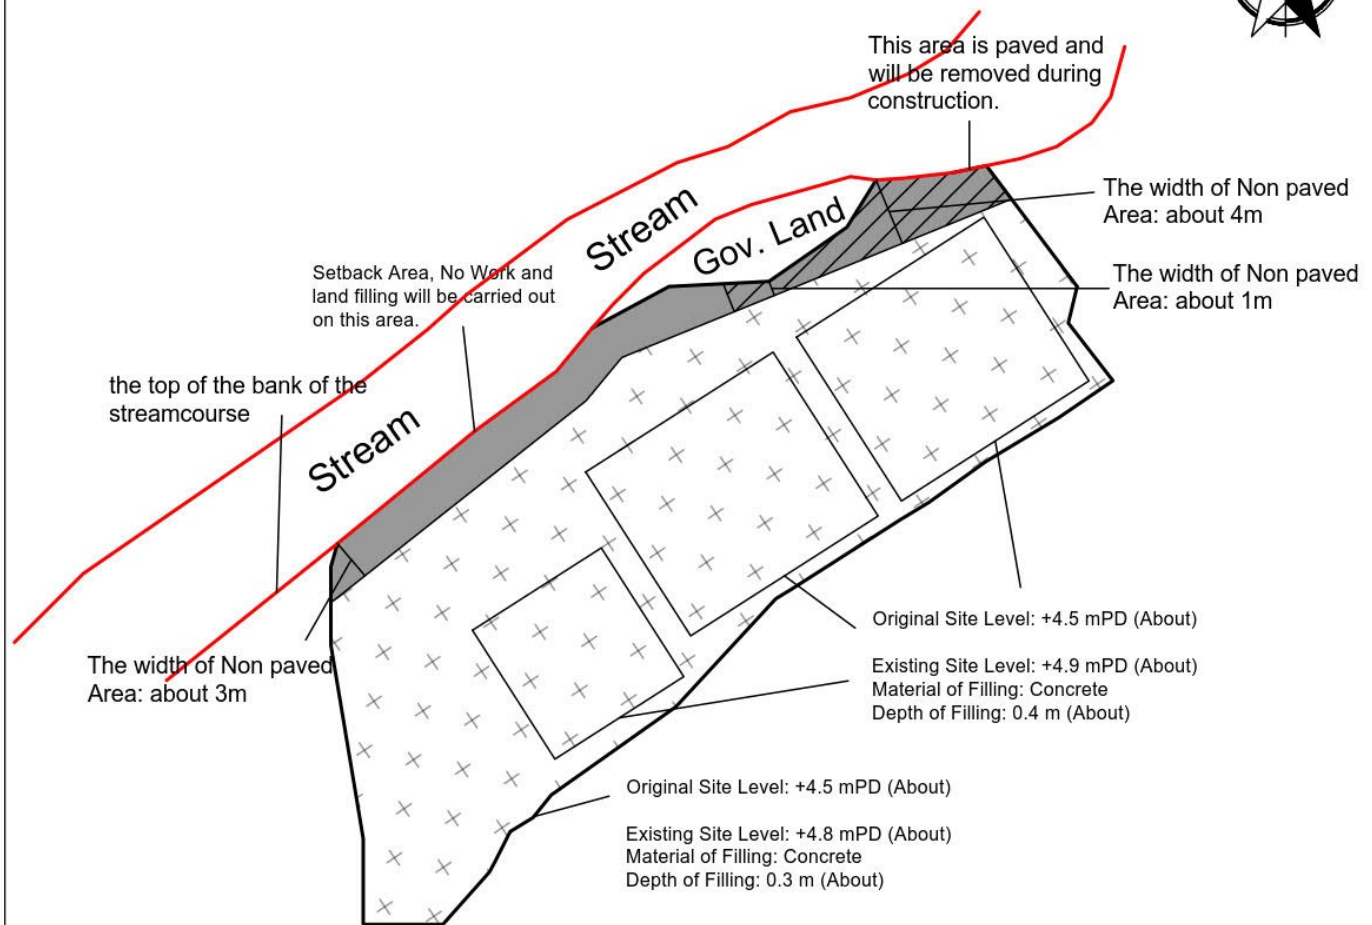 This area is paved and
will be removed during
construction.
The width of Non paved
Area: about 4m
Stream
Gov. Land
Setback Area, No Work and
land filling will be carried out
on this area.
The width of Non paved
Area: about 1m
the top of the bank of the
streamcourse
Stream
Original Site Level: +4.5 mPD (About)
The width of Non paved
Area: about 3m
Existing Site Level: +4.9 mPD (About)
Material of Filling: Concrete
Depth of Filling: 0.4 m (About)
Original Site Level: +4.5 mPD (About)
Existing Site Level: +4.8 mPD (About)
Material of Filling: Concrete
Depth of Filling: 0.3 m (About)